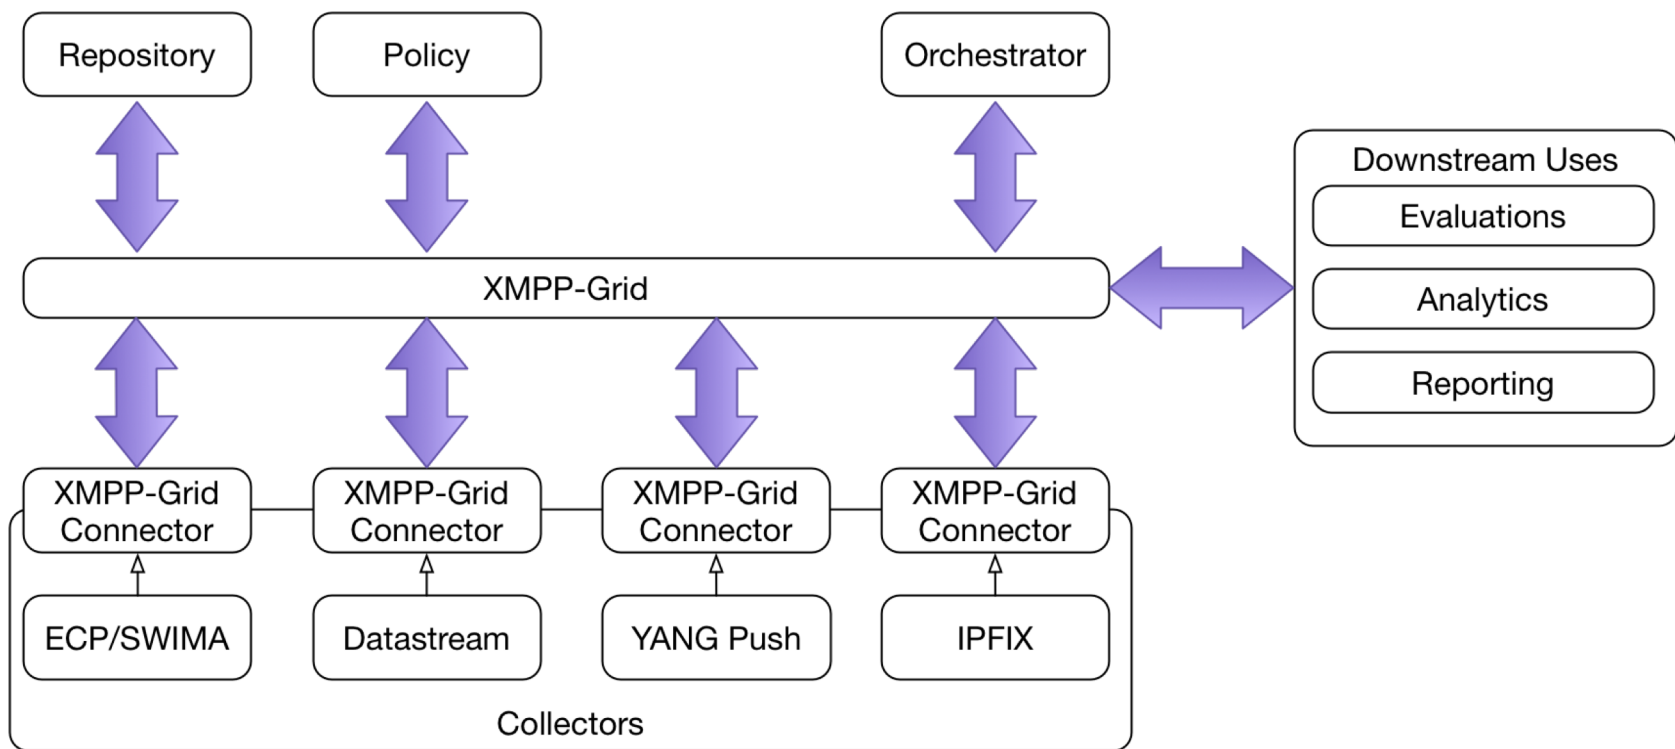 Repository
Policy
Orchestrator
Downstream Uses
Evaluations
Analytics
Reporting
XMPP-Grid
XMPP-Grid
Connector
XMPP-Grid
Connector
XMPP-Grid
Connector
XMPP-Grid
Connector
ECP/SWIMA
Datastream
YANG Push
IPFIX
Collectors